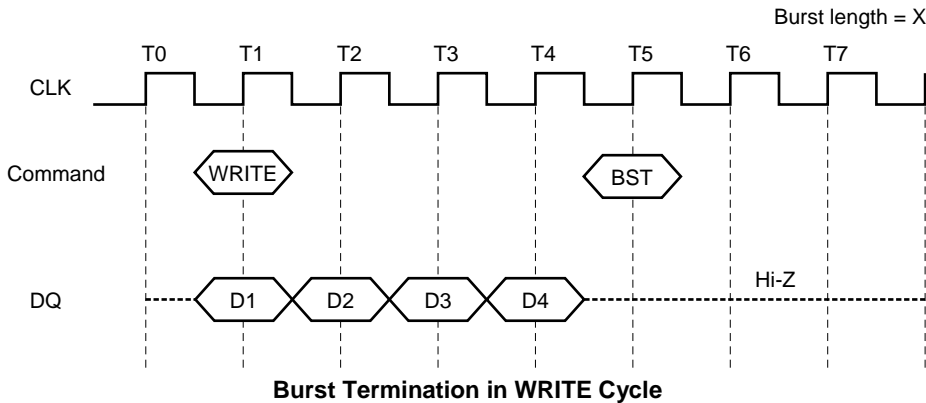 Burst length = X
T0 T1 T2 T3 T4 T5 T6 T7
CLK
Command WRITE BST
Hi-Z
DQ D1 D2 D3 D4
Burst Termination in WRITE Cycle